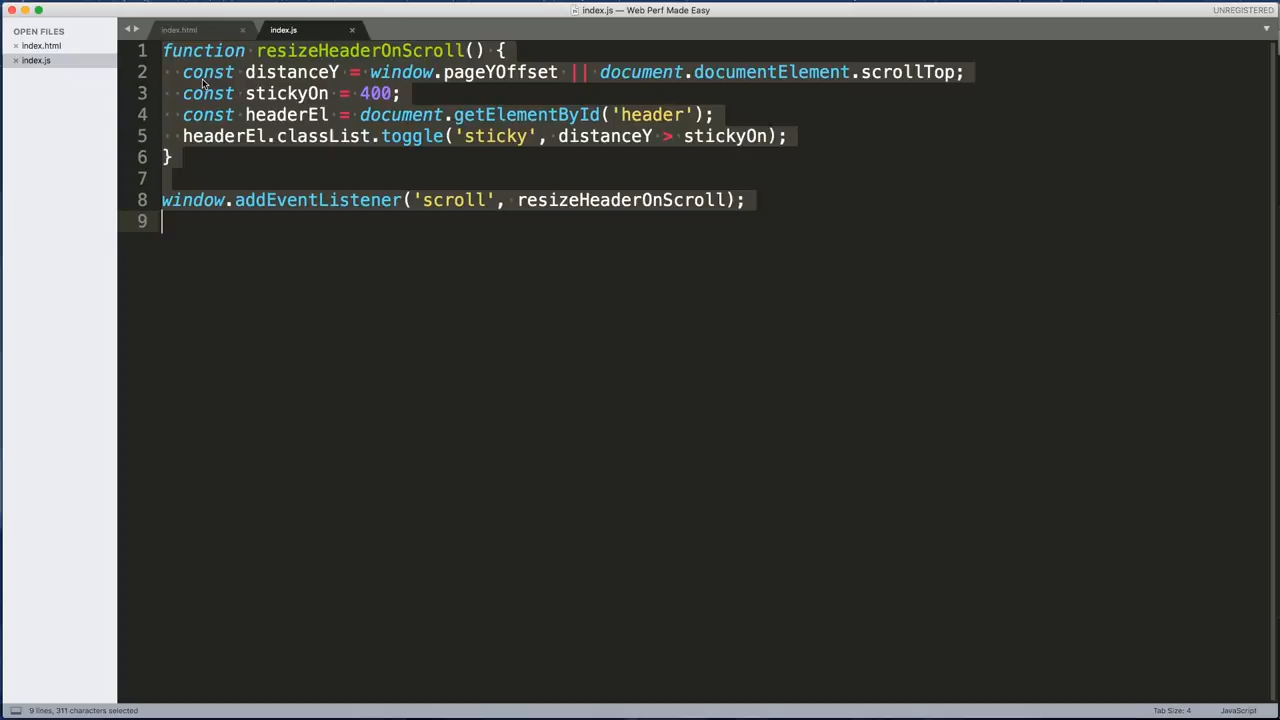 index.js — Web Perf Made Easy
UNREGISTERED
OPEN FILES
index.html
index.js
index.html
index.js
1 function resizeHeaderOnScroll() {
2 const distanceY = window.pageYOffset || document.documentElement.scrollTop;
3 const stickyOn = 400;
4 const headerEl = document.getElementById('header');
5 headerEl.classList.toggle('sticky', distanceY > stickyOn);
6 }
7
8 window.addEventListener('scroll', resizeHeaderOnScroll);
9
9 lines, 311 characters selected
Tab Size: 4
JavaScript